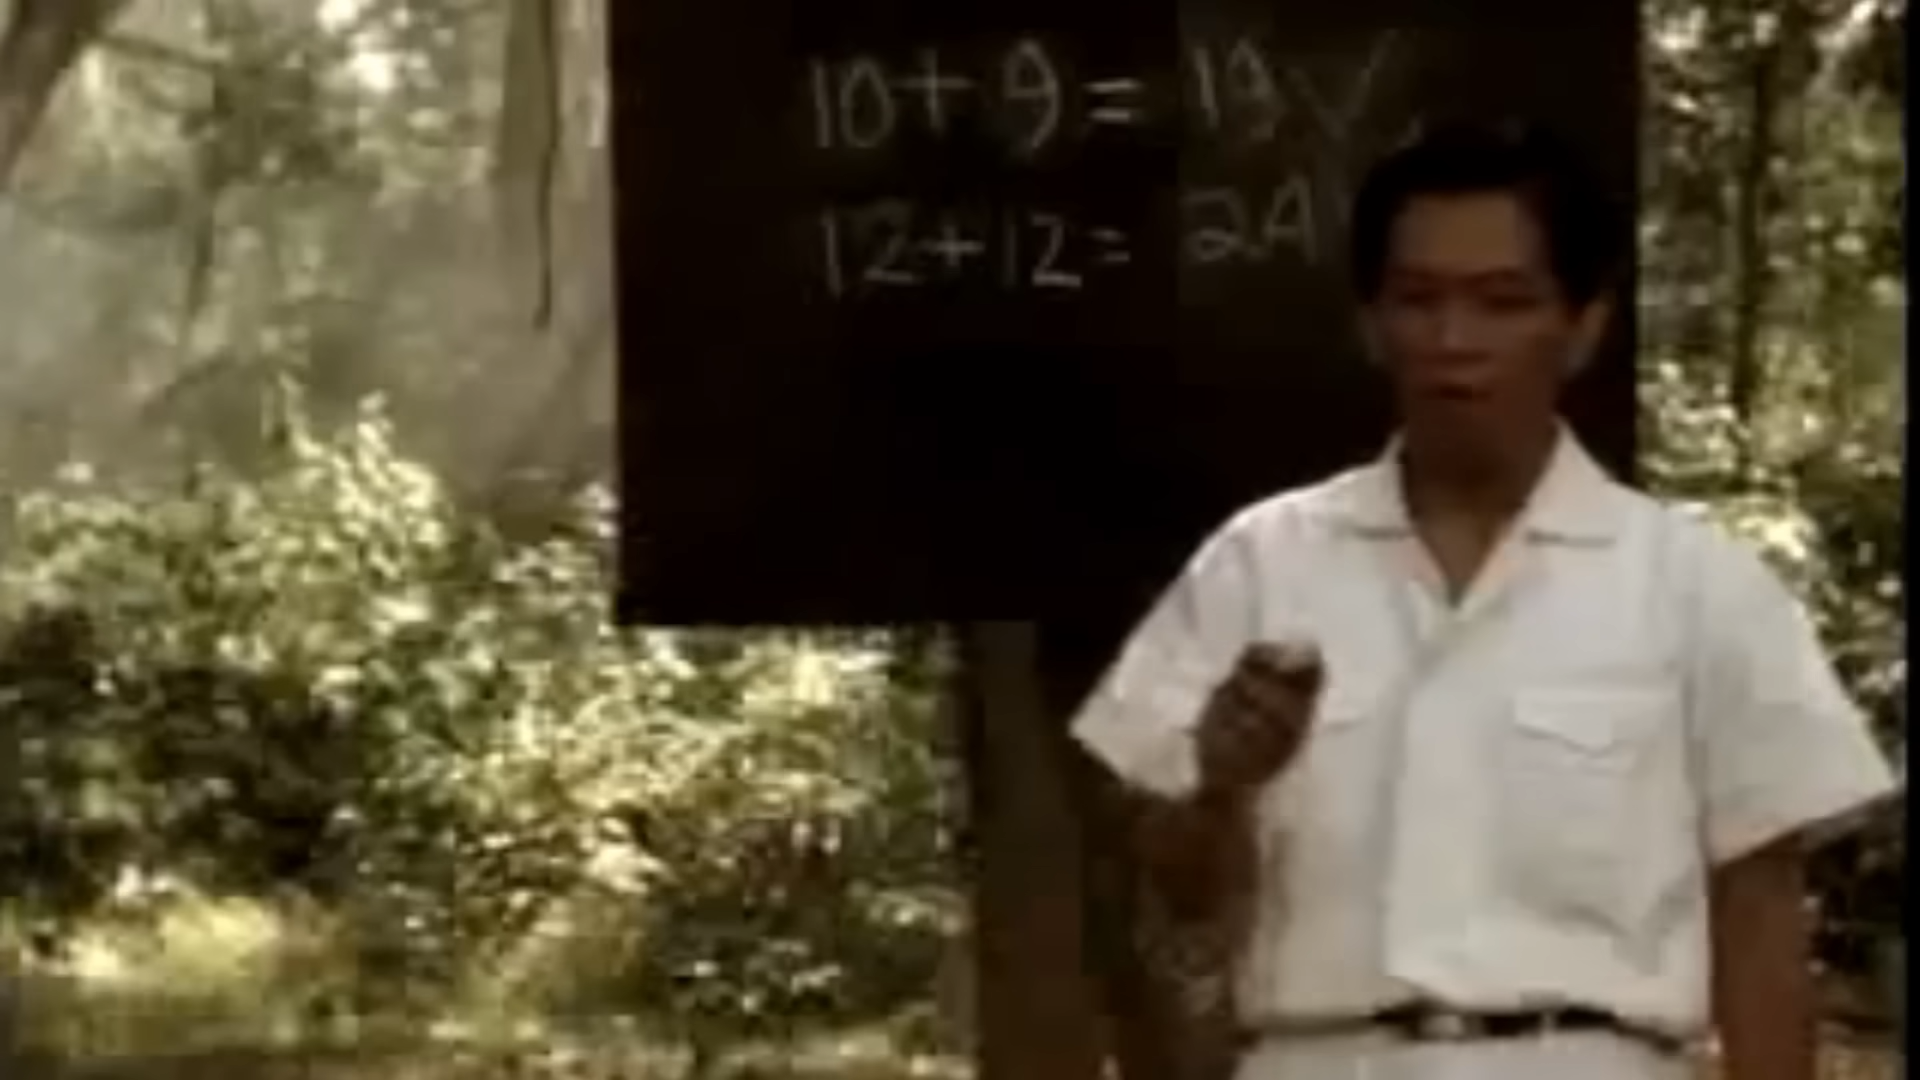 10 + 9 = 19 ✓
12 + 12 = 24